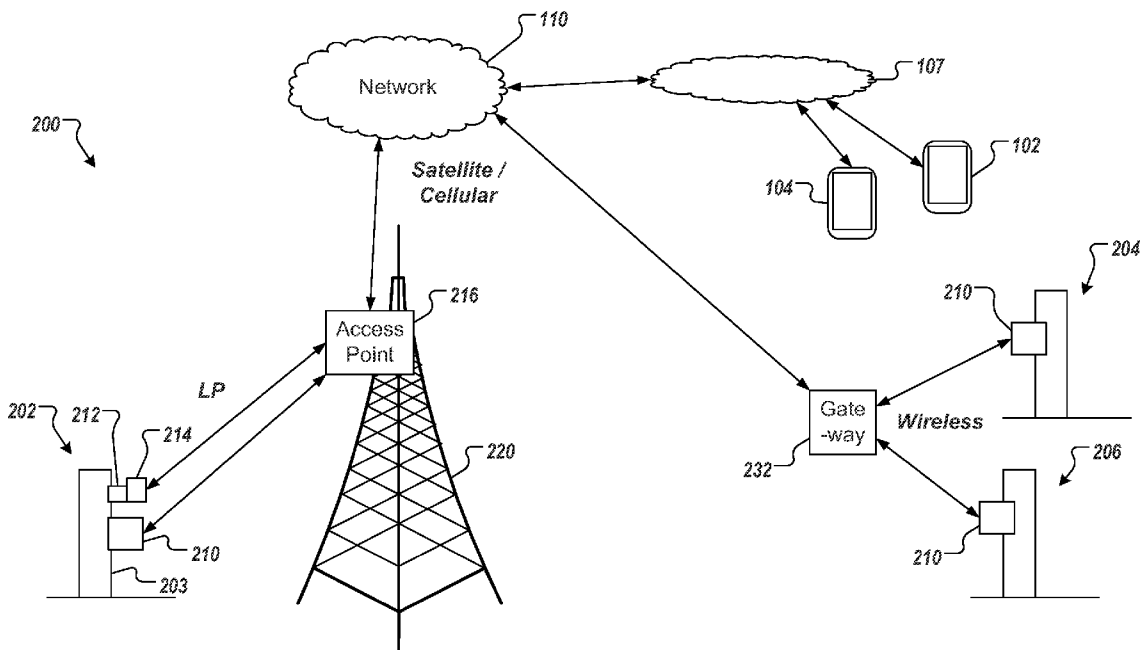 110
Network
107
200
102
Satellite /
Cellular
104
204
216
210
Access
Point
LP
212
202
214
Gate
-way
Wireless
220
232
206
210
210
203